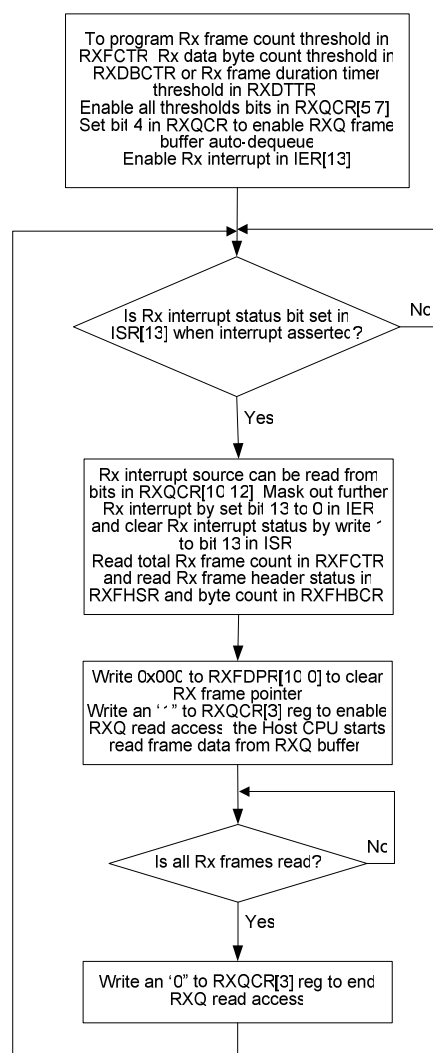 To program Rx frame count threshold in
RXFCTR Rx data byte count threshold in
RXDBCTR or Rx frame duration timer
threshold in RXDTTR
Enable all thresholds bits in RXQCR[5 7]
Set bit 4 in RXQCR to enable RXQ frame
buffer auto-dequeue
Enable Rx interrupt in IER[13]
Is Rx interrupt status bit set in
ISR[13] when interrupt asserted?
No
Yes
Rx interrupt source can be read from
bits in RXQCR[10 12] Mask out further
Rx interrupt by set bit 13 to 0 in IER
and clear Rx interrupt status by write 1
to bit 13 in ISR
Read total Rx frame count in RXFCTR
and read Rx frame header status in
RXFHSR and byte count in RXFHBCR
Write 0x000 to RXFDPR[10 0] to clear
RX frame pointer
Write an “1” to RXQCR[3] reg to enable
RXQ read access the Host CPU starts
read frame data from RXQ buffer
Is all Rx frames read?
No
Yes
Write an “0” to RXQCR[3] reg to end
RXQ read access